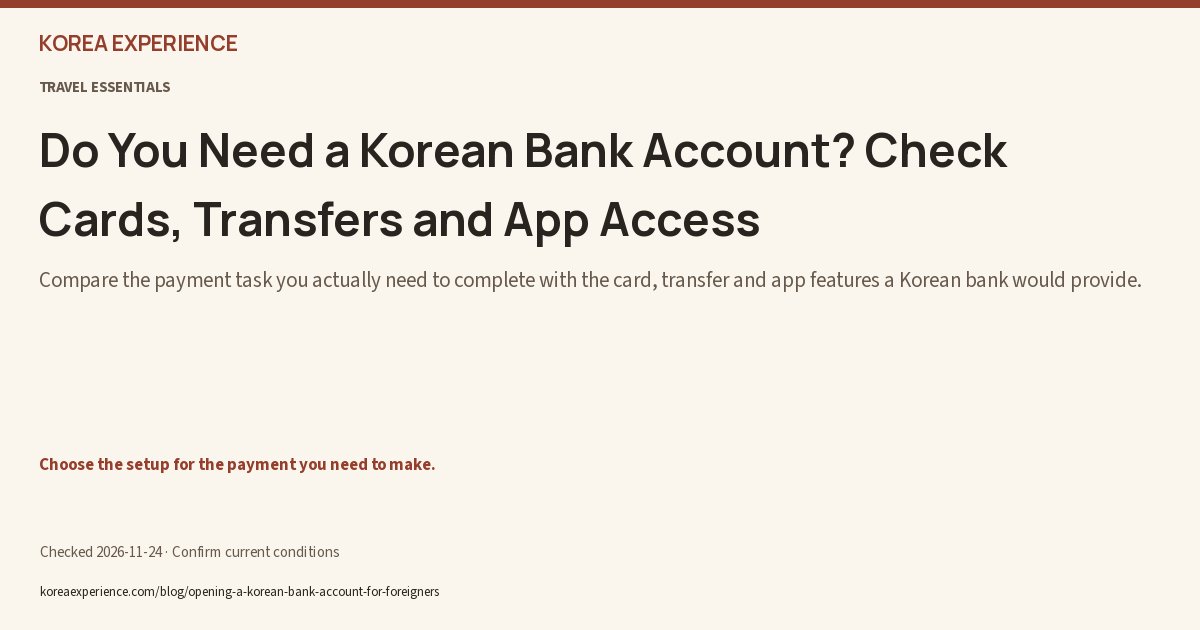 KOREA EXPERIENCE
TRAVEL ESSENTIALS
Do You Need a Korean Bank Account? Check
Cards, Transfers and App Access
Compare the payment task you actually need to complete with the card, transfer and app features a Korean bank would provide.
Choose the setup for the payment you need to make.
Checked 2026-11-24 · Confirm current conditions
koreaexperience.com/blog/opening-a-korean-bank-account-for-foreigners